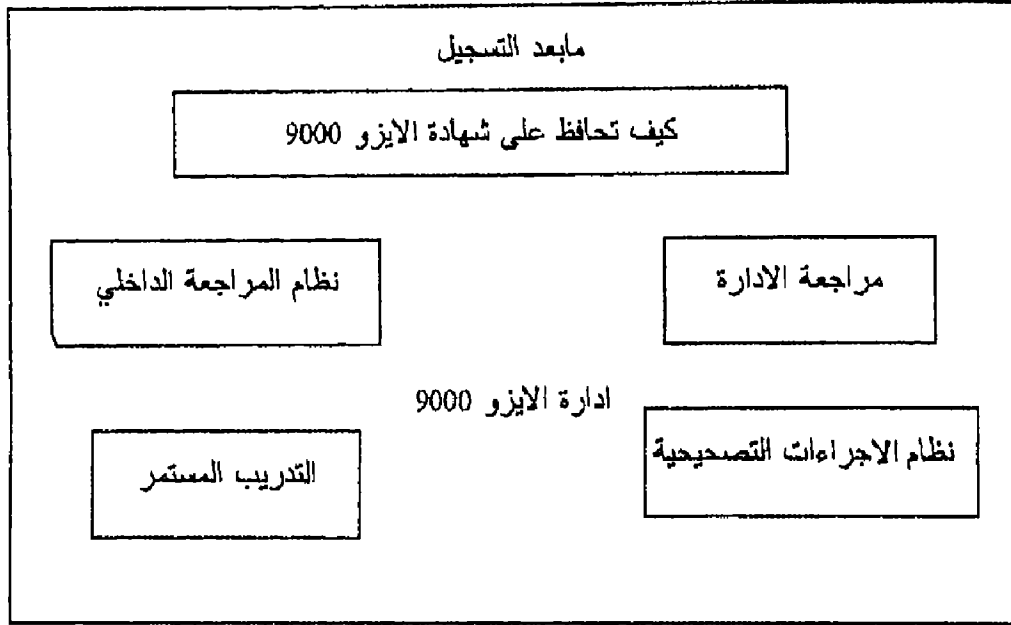 مابعد التسجيل
كيف تحافظ على شهادة الايزو 9000
مراجعة الادارة
نظام المراجعة الداخلي
ادارة الايزو 9000
نظام الاجراءات التصحيحية
التدريب المستمر